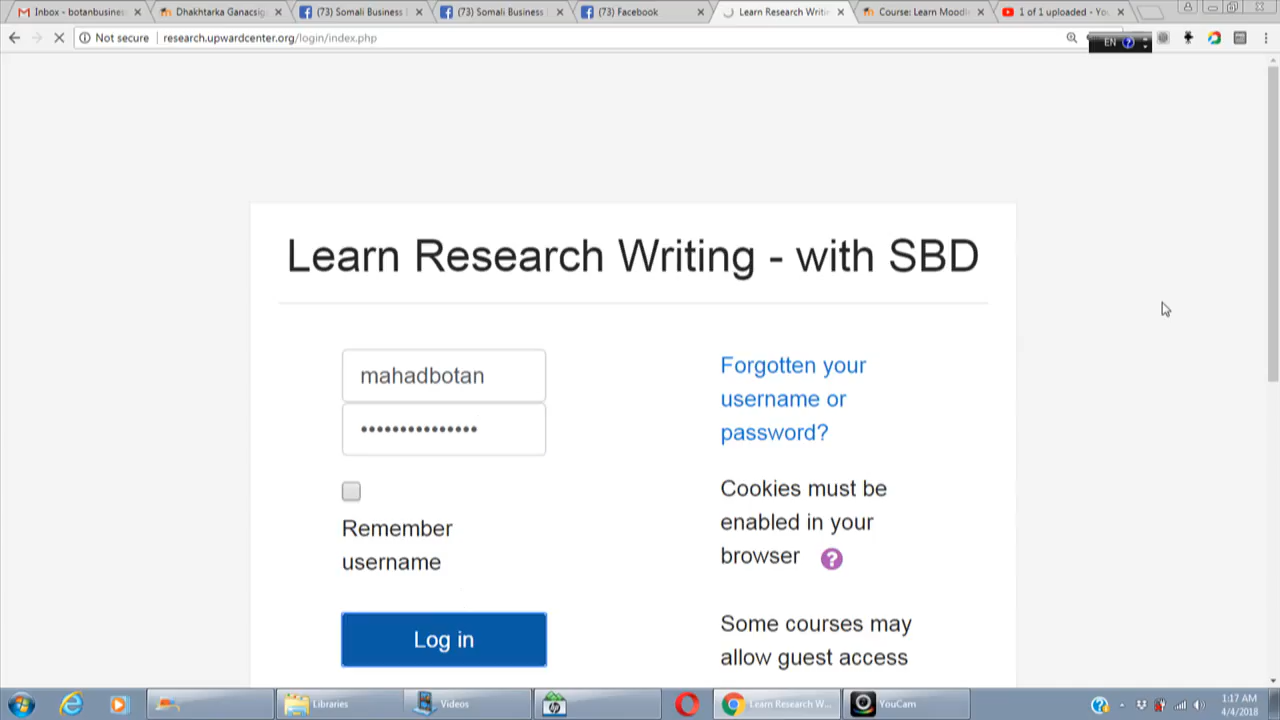 Inbox - botanbusines
Dhakhtarka Ganacsig
(73) Somali Business
(73) Somali Business
(73) Facebook
Learn Research Writin
Course: Learn Moodl
1 of 1 uploaded - You
Not secure
research.upwardcenter.org/login/index.php
EN
Learn Research Writing - with SBD
mahadbotan
•••••••••••••••
Remember
username
Log in
Forgotten your
username or
password?
Cookies must be
enabled in your
browser ?
Some courses may
allow guest access
Libraries
Videos
Learn Research W...
YouCam
1:17 AM
4/4/2018